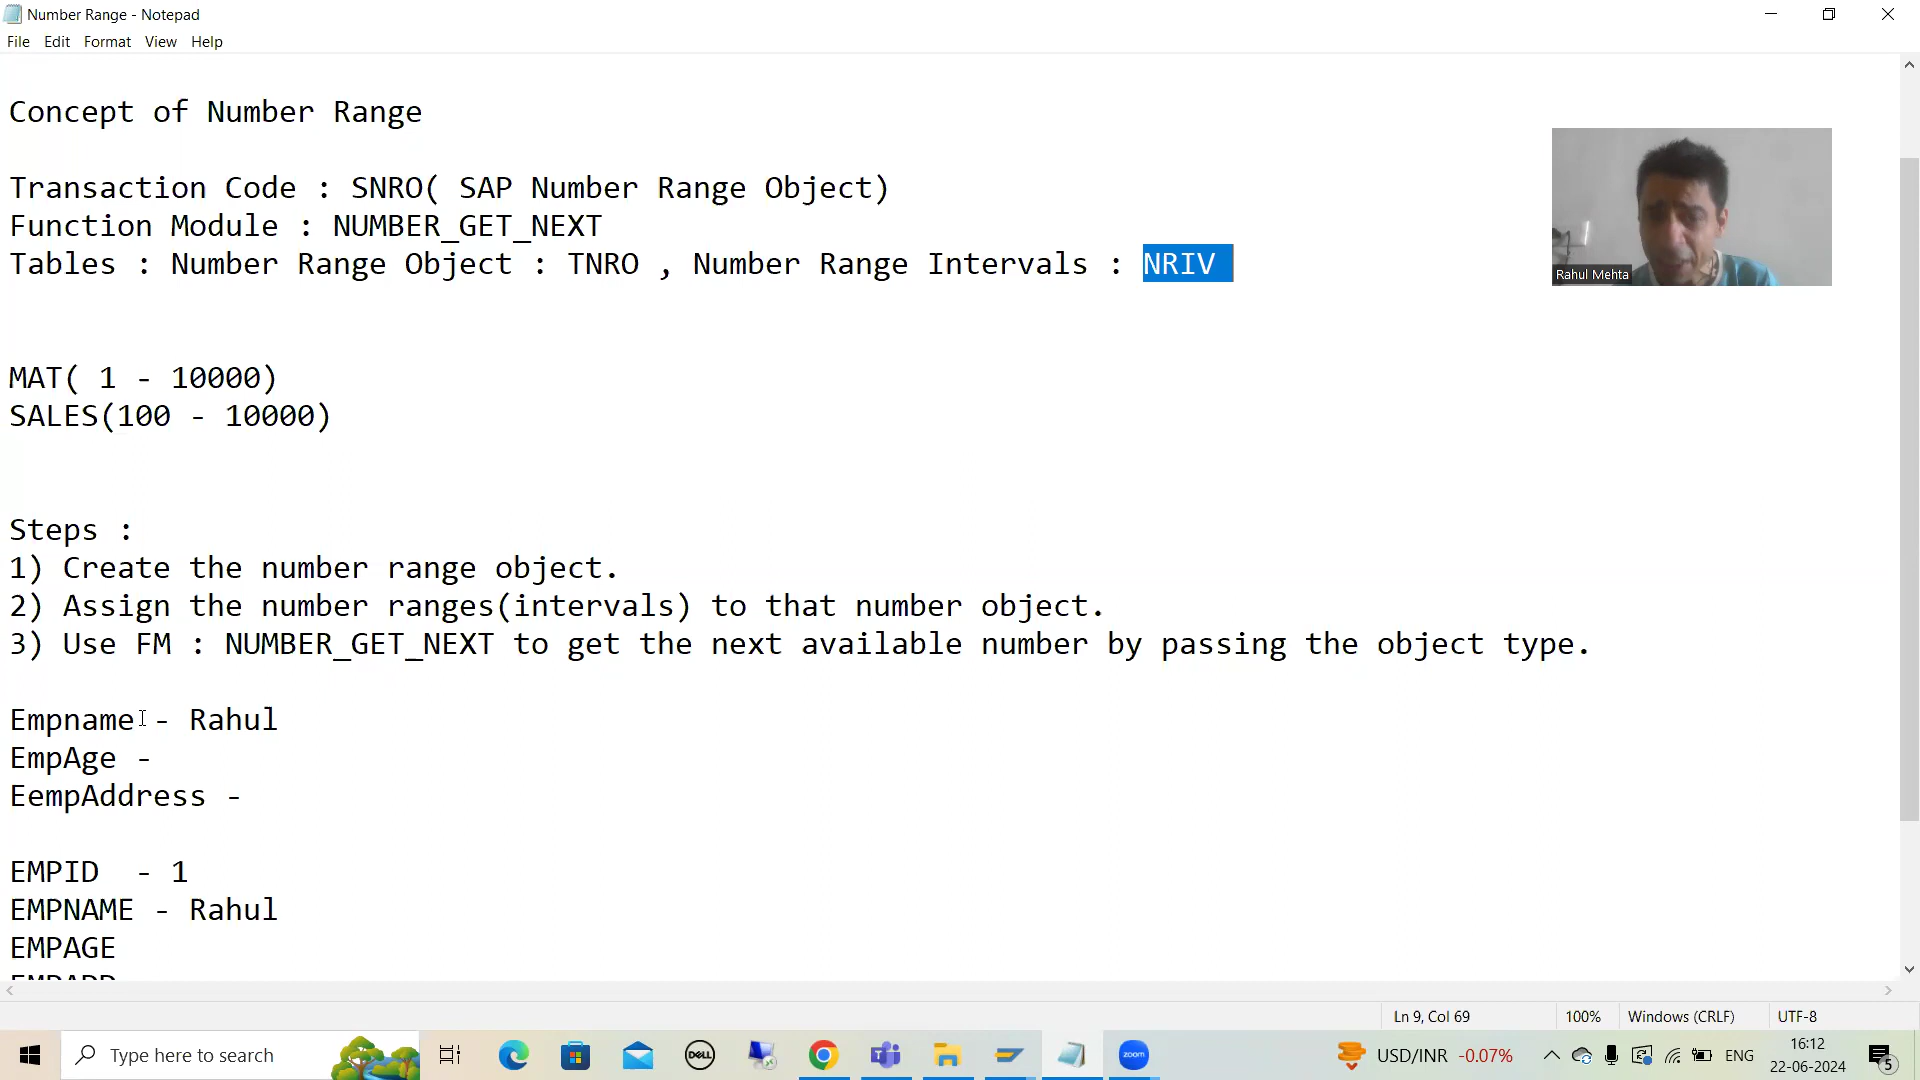 Number Range - Notepad
File Edit Format View Help
Concept of Number Range
Transaction Code : SNRO( SAP Number Range Object)
Function Module : NUMBER_GET_NEXT
Tables : Number Range Object : TNRO , Number Range Intervals : NRIV
Rahul Mehta
MAT( 1 - 10000)
SALES(100 - 10000)
Steps :
1) Create the number range object.
2) Assign the number ranges(intervals) to that number object.
3) Use FM : NUMBER_GET_NEXT to get the next available number by passing the object type.
Empname - Rahul
EmpAge -
EempAddress -
EMPID  - 1
EMPNAME - Rahul
EMPAGE
Ln 9, Col 69 100% Windows (CRLF) UTF-8
Type here to search DELL zoom USD/INR -0.07% ENG 16:12
22-06-2024 5